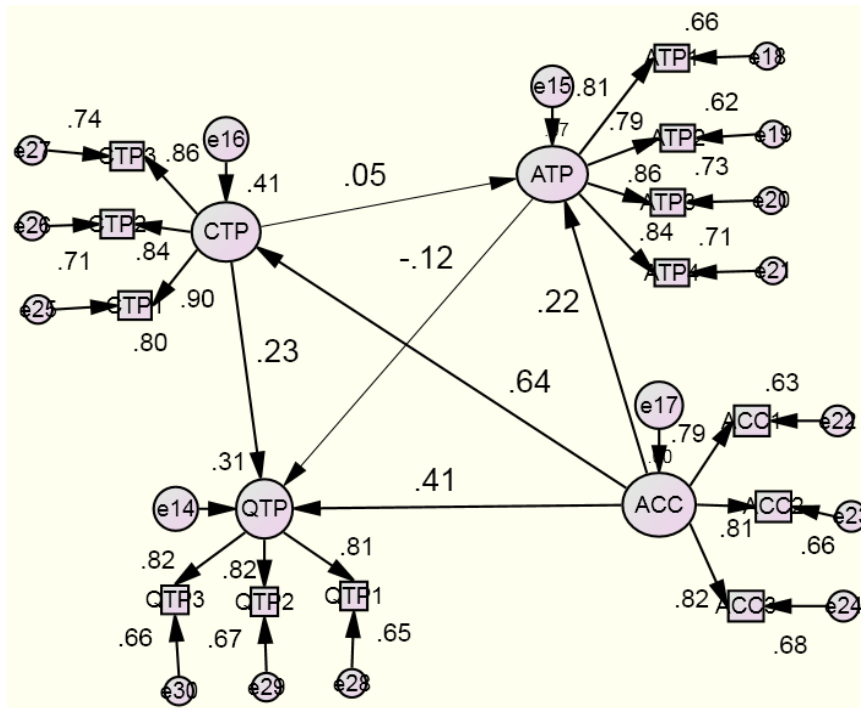 .66
ATP1
e18
e15
.81
.74
.62
e16
.79
ATP2
e19
.07
e27
CTP3
.86
.73
.41
.05
ATP
.86
ATP3
e20
e26
CTP2
CTP
.84
.71
.71
.84
-.12
ATP4
e21
e25
CTP1
.90
.22
.80
.23
.64
.63
e17
.79
ACC1
e22
.31
.41
e14
QTP
ACC
ACC2
.81
.66
.82
.82
.81
QTP3
QTP2
QTP1
.82
ACC3
e24
.66
.67
.65
.68
e30
e29
e28